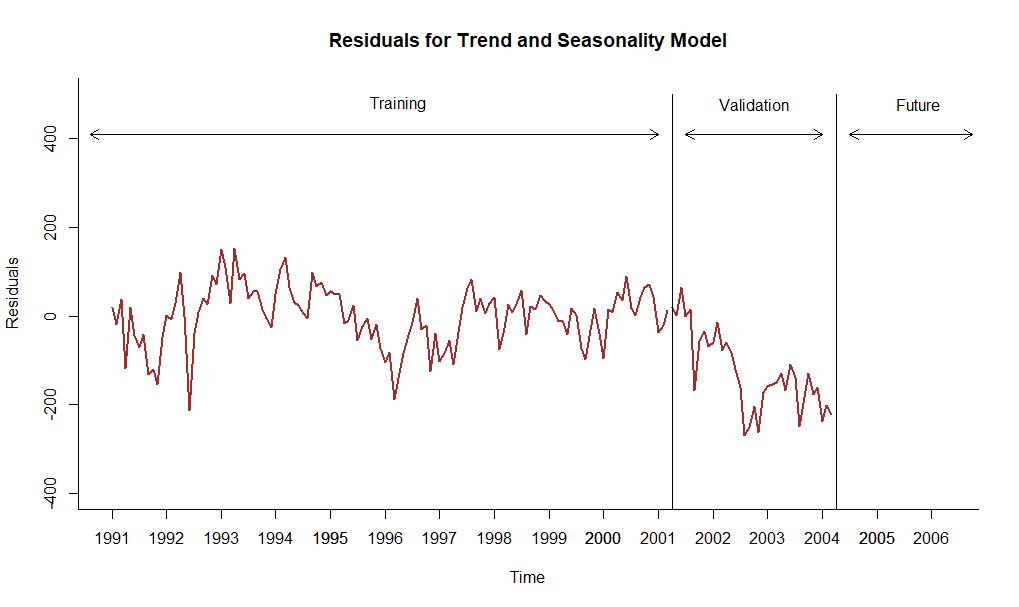 Residuals for Trend and Seasonality Model
Training
Validation
Future
400
200
0
-200
-400
Residuals
1991 1992 1993 1994 1995 1996 1997 1998 1999 2000 2001 2002 2003 2004 2005 2006
Time